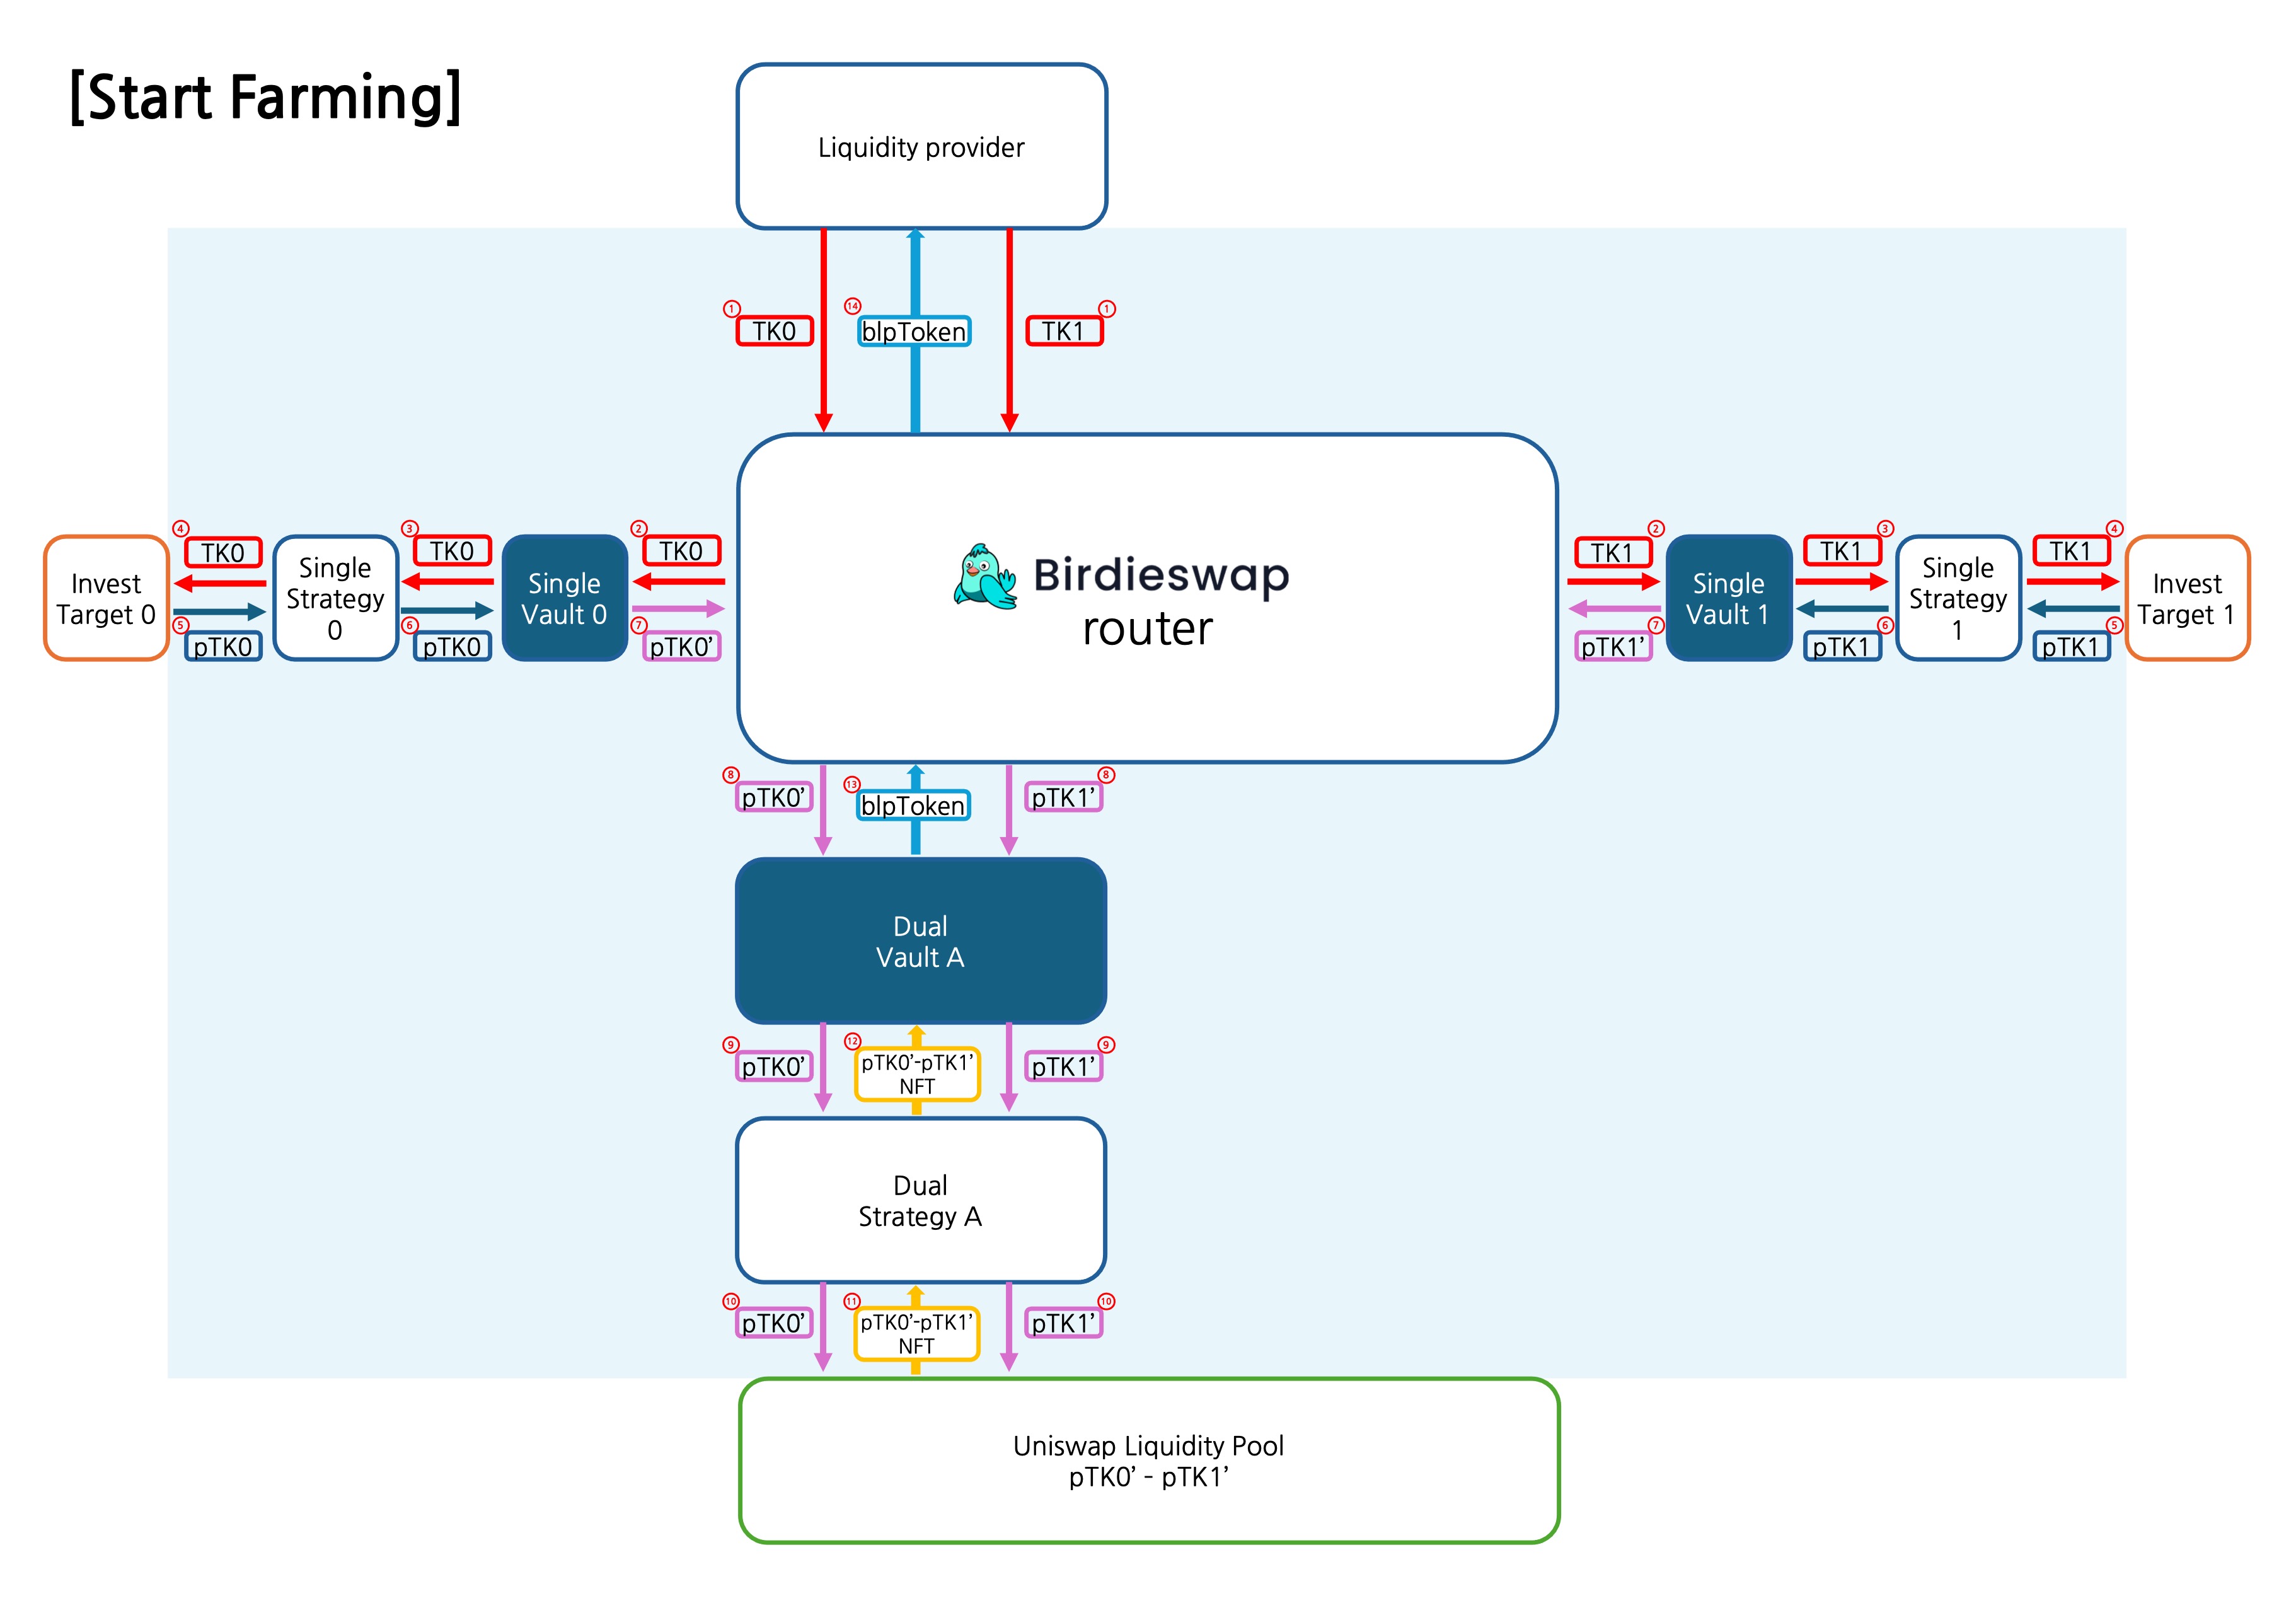 [Start Farming]
Liquidity provider
① TK0
⑭ blpToken
TK1 ①
④ TK0
③ TK0
② TK0
TK1 ②
TK1 ③
TK1 ④
Invest
Target 0
Single
Strategy
0
Single
Vault 0
Birdieswap
router
Single
Vault 1
Single
Strategy
1
Invest
Target 1
⑤ pTK0
⑥ pTK0
⑦ pTK0’
pTK1’ ⑦
pTK1 ⑥
pTK1 ⑤
⑧ pTK0’
⑬ blpToken
pTK1’ ⑧
Dual
Vault A
⑨ pTK0’
⑫ pTK0’-pTK1’
NFT
pTK1’ ⑨
Dual
Strategy A
⑩ pTK0’
⑪ pTK0’-pTK1’
NFT
pTK1’ ⑩
Uniswap Liquidity Pool
pTK0’ - pTK1’